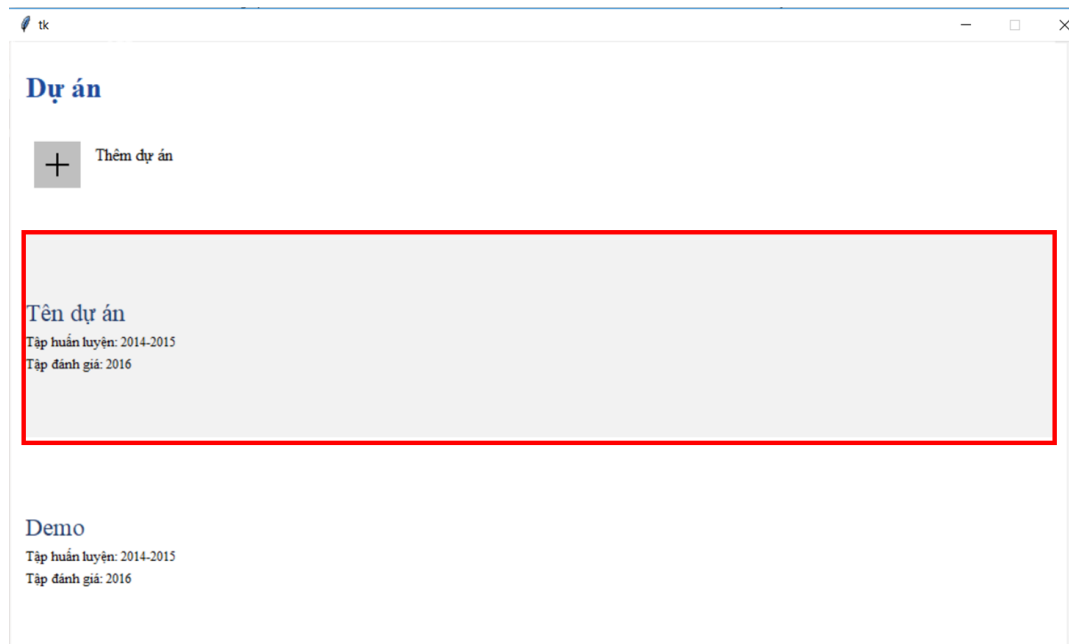 tk
Dự án
Thêm dự án
Tên dự án
Tập huấn luyện: 2014-2015
Tập đánh giá: 2016
Demo
Tập huấn luyện: 2014-2015
Tập đánh giá: 2016